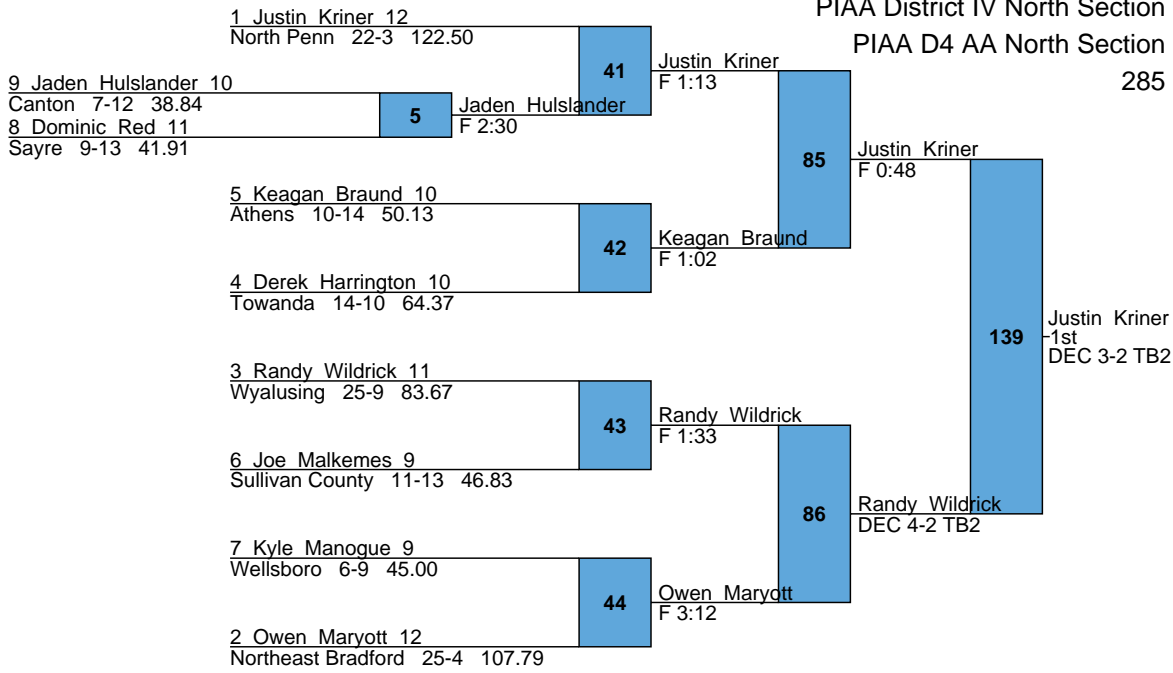 PIAA District IV North Section
PIAA D4 AA North Section
285
1 Justin Kriner 12
North Penn 22-3 122.50
9 Jaden Hulslander 10
Canton 7-12 38.84
8 Dominic Red 11
Sayre 9-13 41.91
5
Jaden Hulslander
F 2:30
41
Justin Kriner
F 1:13
5 Keagan Braund 10
Athens 10-14 50.13
4 Derek Harrington 10
Towanda 14-10 64.37
42
Keagan Braund
F 1:02
85
Justin Kriner
F 0:48
3 Randy Wildrick 11
Wyalusing 25-9 83.67
6 Joe Malkemes 9
Sullivan County 11-13 46.83
43
Randy Wildrick
F 1:33
7 Kyle Manogue 9
Wellsboro 6-9 45.00
2 Owen Maryott 12
Northeast Bradford 25-4 107.79
44
Owen Maryott
F 3:12
86
Randy Wildrick
DEC 4-2 TB2
139
Justin Kriner
1st
DEC 3-2 TB2